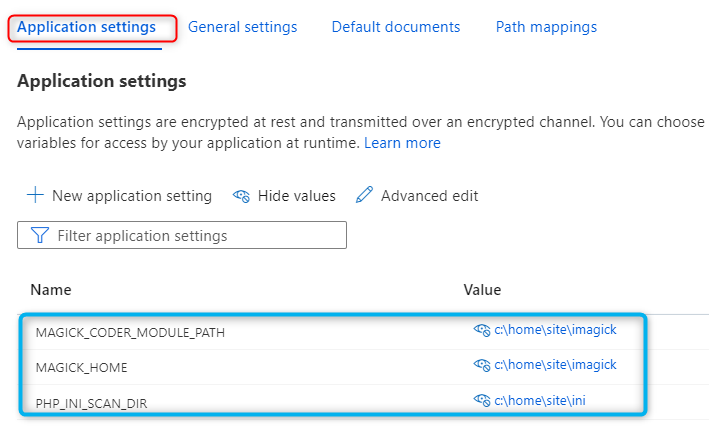 Application settings General settings Default documents Path mappings
Application settings
Application settings are encrypted at rest and transmitted over an encrypted channel. You can choose
variables for access by your application at runtime. Learn more
New application setting Hide values Advanced edit
Filter application settings
Name Value
MAGICK_CODER_MODULE_PATH c:\home\site\imagick
MAGICK_HOME c:\home\site\imagick
PHP_INI_SCAN_DIR c:\home\site\ini